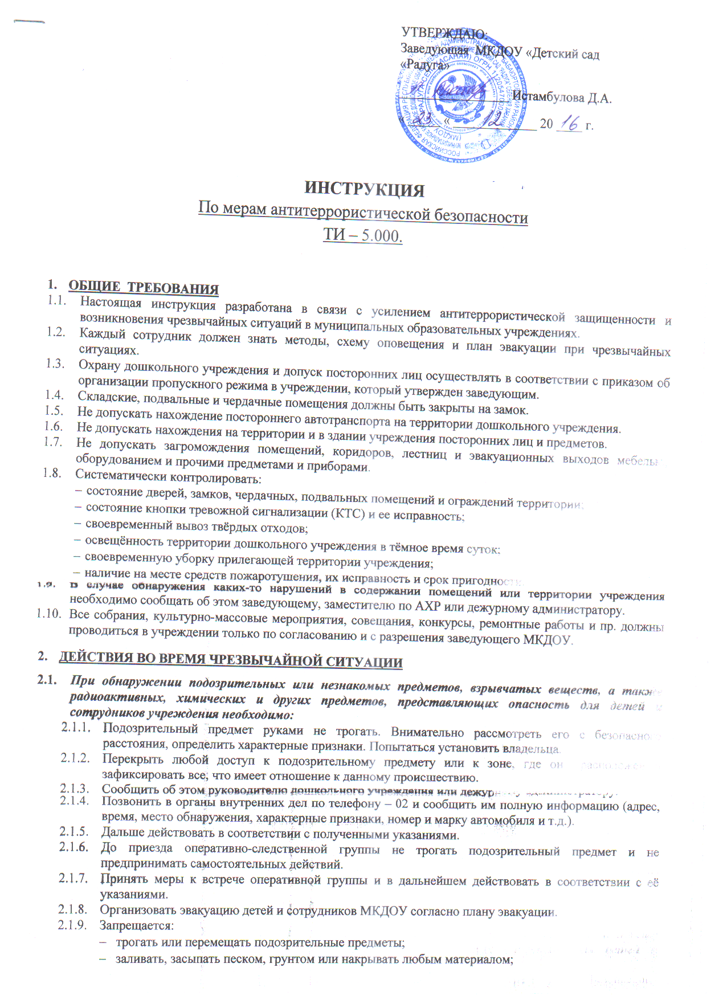 УТВЕРЖДАЮ:
Заведующая МКДОУ «Детский сад
«Радуга»
Истамбулова Д.А.
« 23 « 12 20 16 г.
ИНСТРУКЦИЯ
По мерам антитеррористической безопасности
ТИ – 5.000.
1. ОБЩИЕ ТРЕБОВАНИЯ
1.1. Настоящая инструкция разработана в связи с усилением антитеррористической защищенности и
возникновения чрезвычайных ситуаций в муниципальных образовательных учреждениях.
1.2. Каждый сотрудник должен знать методы, схему оповещения и план эвакуации при чрезвычайных
ситуациях.
1.3. Охрану дошкольного учреждения и допуск посторонних лиц осуществлять в соответствии с приказом об
организации пропускного режима в учреждении, который утвержден заведующим.
1.4. Складские, подвальные и чердачные помещения должны быть закрыты на замок.
1.5. Не допускать нахождение постороннего автотранспорта на территории дошкольного учреждения.
1.6. Не допускать нахождения на территории и в здании учреждения посторонних лиц и предметов.
1.7. Не допускать загромождения помещений, коридоров, лестниц и эвакуационных выходов мебелью
оборудованием и прочими предметами и приборами.
1.8. Систематически контролировать:
– состояние дверей, замков, чердачных, подвальных помещений и ограждений территории;
– состояние кнопки тревожной сигнализации (КТС) и ее исправность;
– своевременный вывоз твёрдых отходов;
– освещённость территории дошкольного учреждения в тёмное время суток;
– своевременную уборку прилегающей территории учреждения;
– наличие на месте средств пожаротушения, их исправность и срок пригодности.
1.9. В случае обнаружения каких-то нарушений в содержании помещений или территории учреждения
необходимо сообщать об этом заведующему, заместителю по АХР или дежурному администратору.
1.10. Все собрания, культурно-массовые мероприятия, совещания, конкурсы, ремонтные работы и пр. должны
проводиться в учреждении только по согласованию и с разрешения заведующего МКДОУ.
2. ДЕЙСТВИЯ ВО ВРЕМЯ ЧРЕЗВЫЧАЙНОЙ СИТУАЦИИ
2.1. При обнаружении подозрительных или незнакомых предметов, взрывчатых веществ, а также
радиоактивных, химических и других предметов, представляющих опасность для детей и
сотрудников учреждения необходимо:
2.1.1. Подозрительный предмет руками не трогать. Внимательно рассмотреть его с безопасного
расстояния, определить характерные признаки. Попытаться установить владельца.
2.1.2. Перекрыть любой доступ к подозрительному предмету или к зоне, где он расположен
зафиксировать все, что имеет отношение к данному происшествию.
2.1.3. Сообщить об этом руководителю дошкольного учреждения или дежурному администратору.
2.1.4. Позвонить в органы внутренних дел по телефону – 02 и сообщить им полную информацию (адрес,
время, место обнаружения, характерные признаки, номер и марку автомобиля и т.д.).
2.1.5. Дальше действовать в соответствии с полученными указаниями.
2.1.6. До приезда оперативно-следственной группы не трогать подозрительный предмет и не
предпринимать самостоятельных действий.
2.1.7. Принять меры к встрече оперативной группы и в дальнейшем действовать в соответствии с её
указаниями.
2.1.8. Организовать эвакуацию детей и сотрудников МКДОУ согласно плану эвакуации.
2.1.9. Запрещается:
– трогать или перемещать подозрительные предметы;
– заливать, засыпать песком, грунтом или накрывать любым материалом;